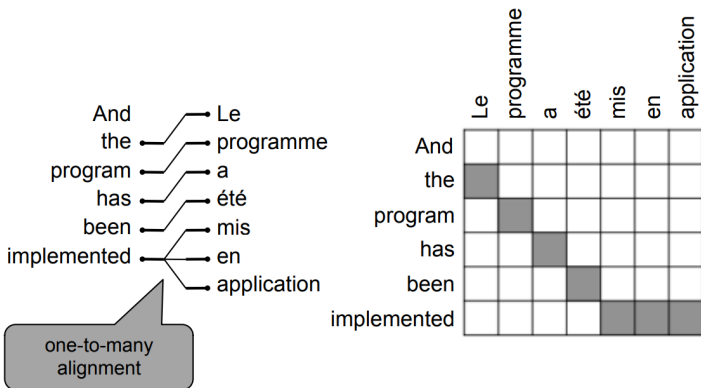 And
the
program
has
been
implemented
Le
programme
a
été
mis
en
application
one-to-many
alignment
Le
programme
a
été
mis
en
application
And
the
program
has
been
implemented